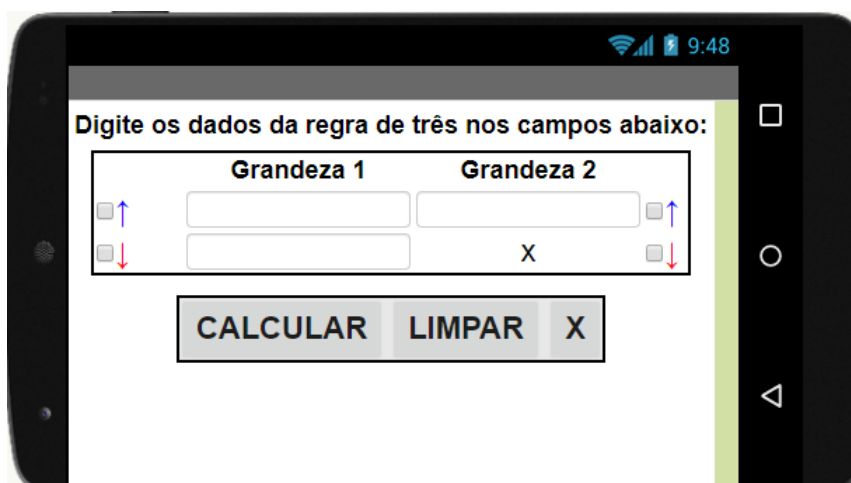 9:48
Digite os dados da regra de três nos campos abaixo:
Grandeza 1 Grandeza 2
↑ ↑
↓ X ↓
CALCULAR LIMPAR X